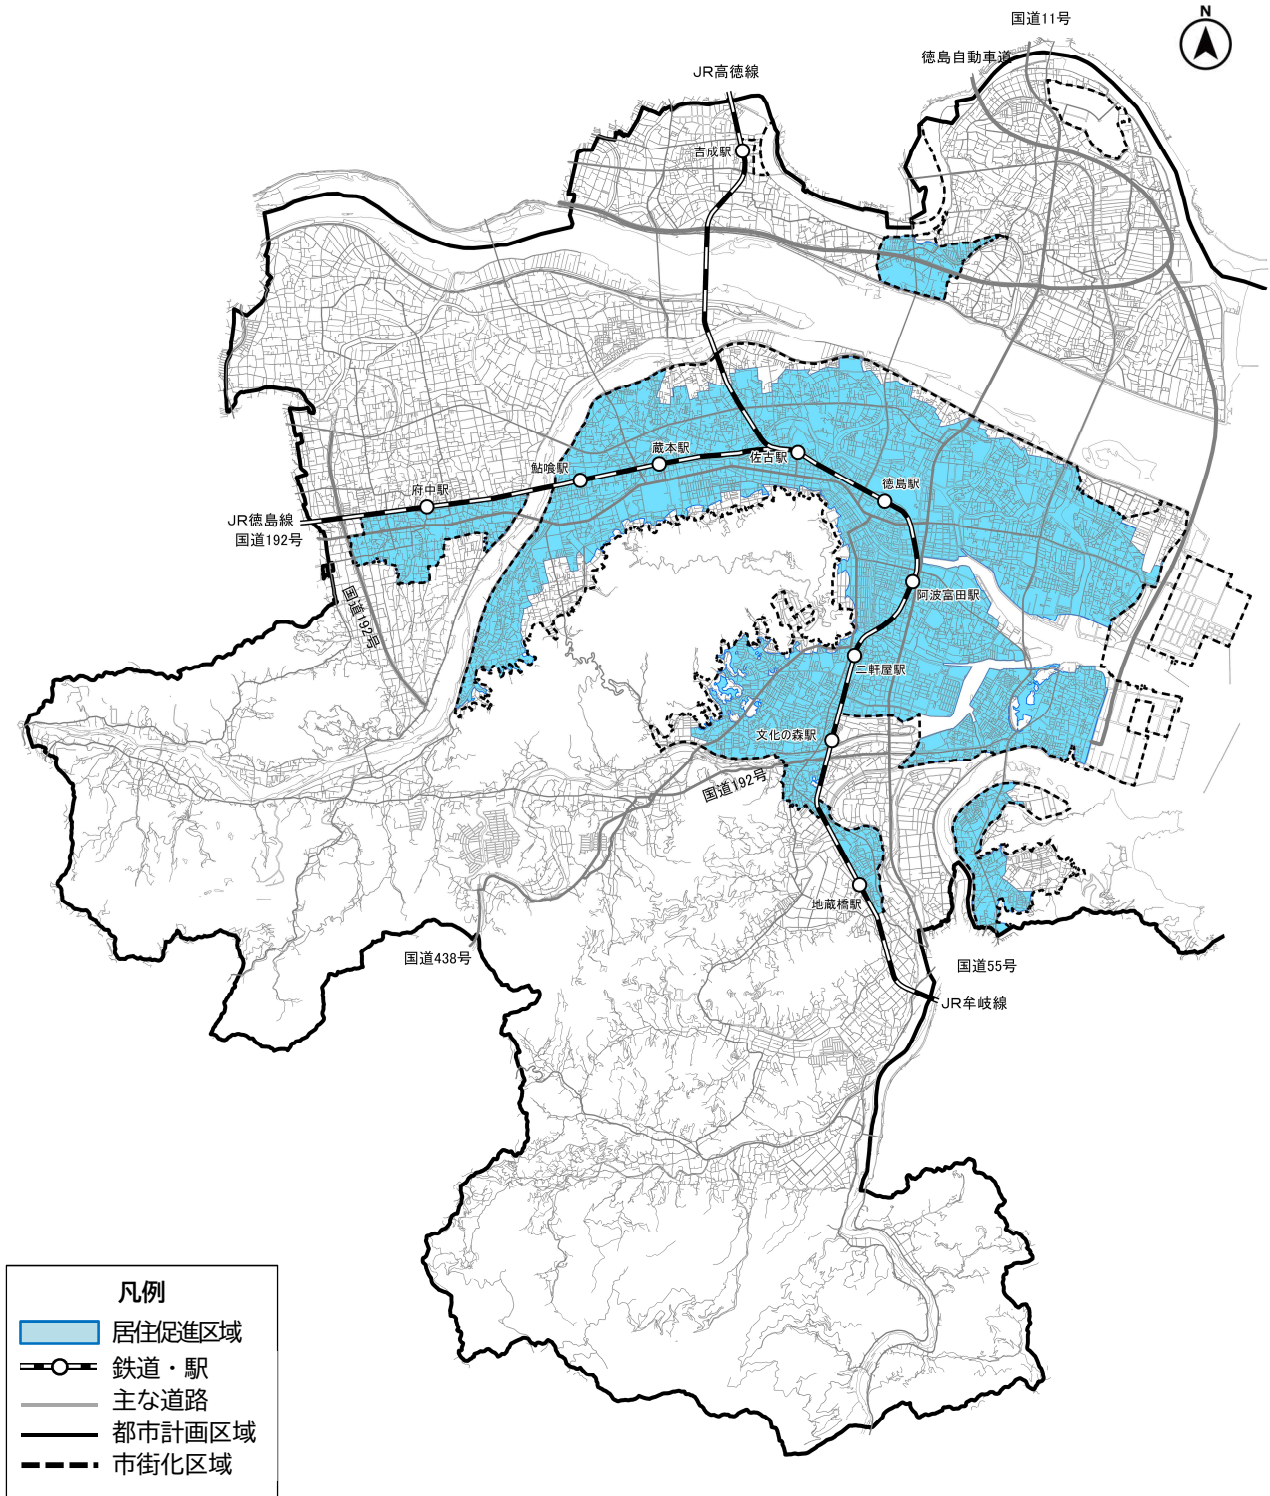 N
国道11号
徳島自動車道
JR高徳線
吉成駅
蔵本駅
佐古駅
鮎喰駅
徳島駅
府中駅
JR徳島線
国道192号
国道192号
阿波富田駅
二軒屋駅
文化の森駅
国道192号
地蔵橋駅
国道438号
国道55号
JR牟岐線
凡例
居住促進区域
鉄道・駅
主な道路
都市計画区域
市街化区域